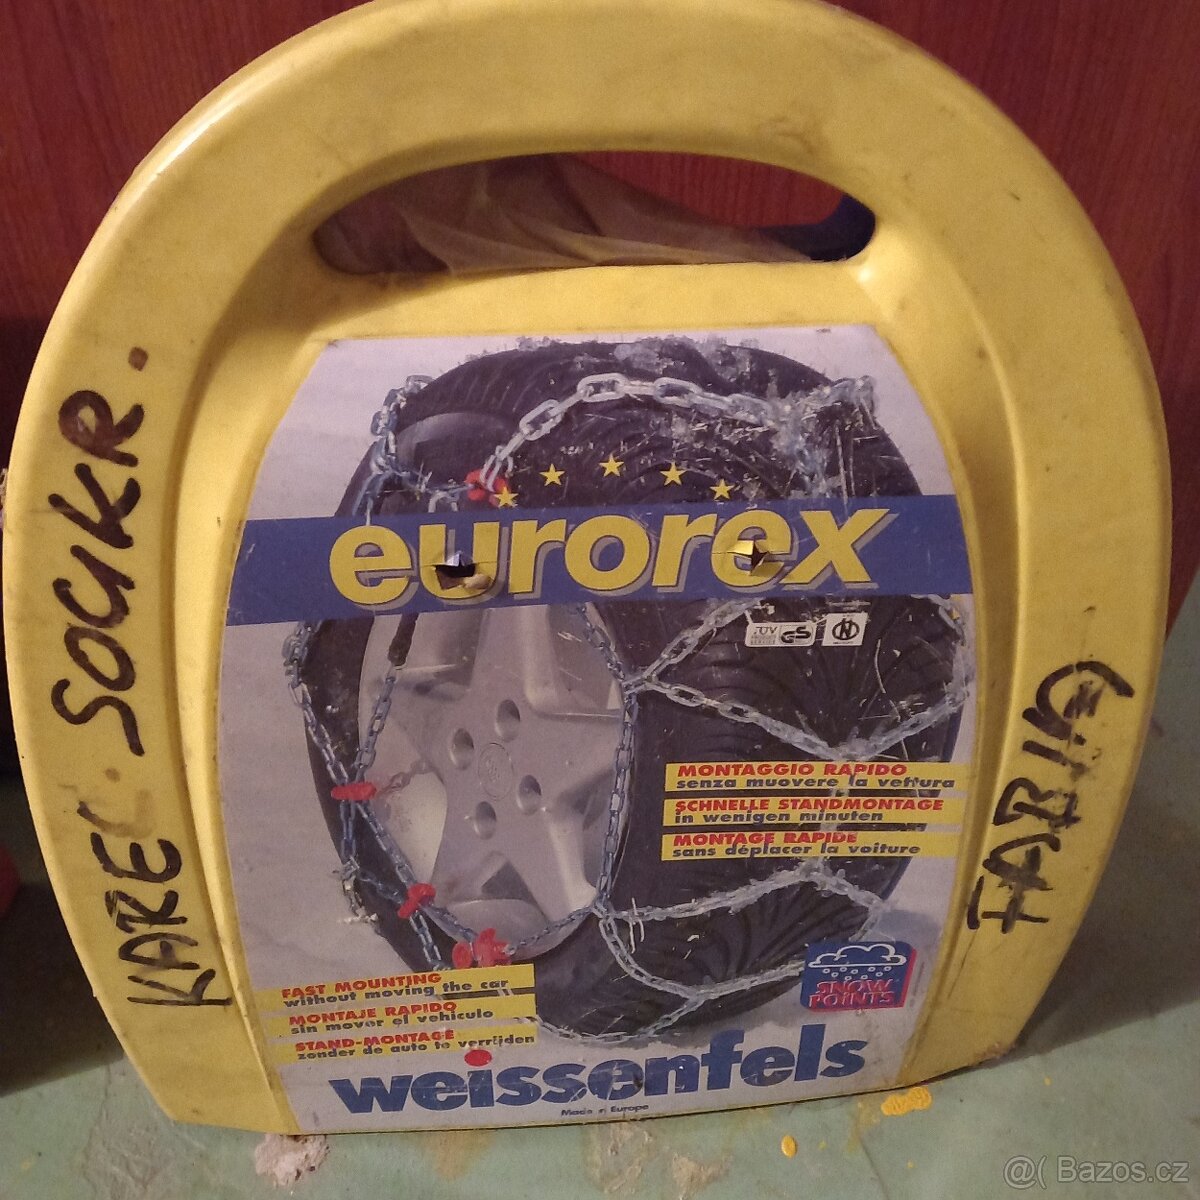 KAREL. SOUKR.
FABIA
eurorex
TÜV
GS
MONTAGGIO RAPIDO
senza muovere la vettura
SCHNELLE STANDMONTAGE
in wenigen minuten
MONTAGE RAPIDE
sans déplacer la voiture
FAST MOUNTING
without moving the car
MONTAJE RAPIDO
sin mover el vehiculo
STAND-MONTAGE
zonder de auto te verrijden
SNOW
POINTS
weissenfels
Made in Europe
@( Bazos.cz